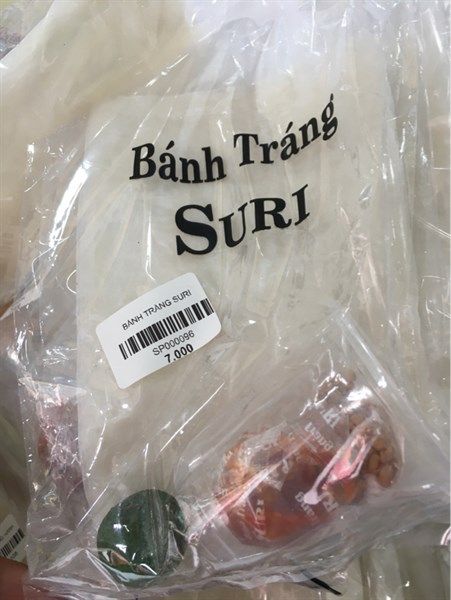 Bánh Tráng
SURI
BÁNH TRÁNG SURI
SP000096
7.000